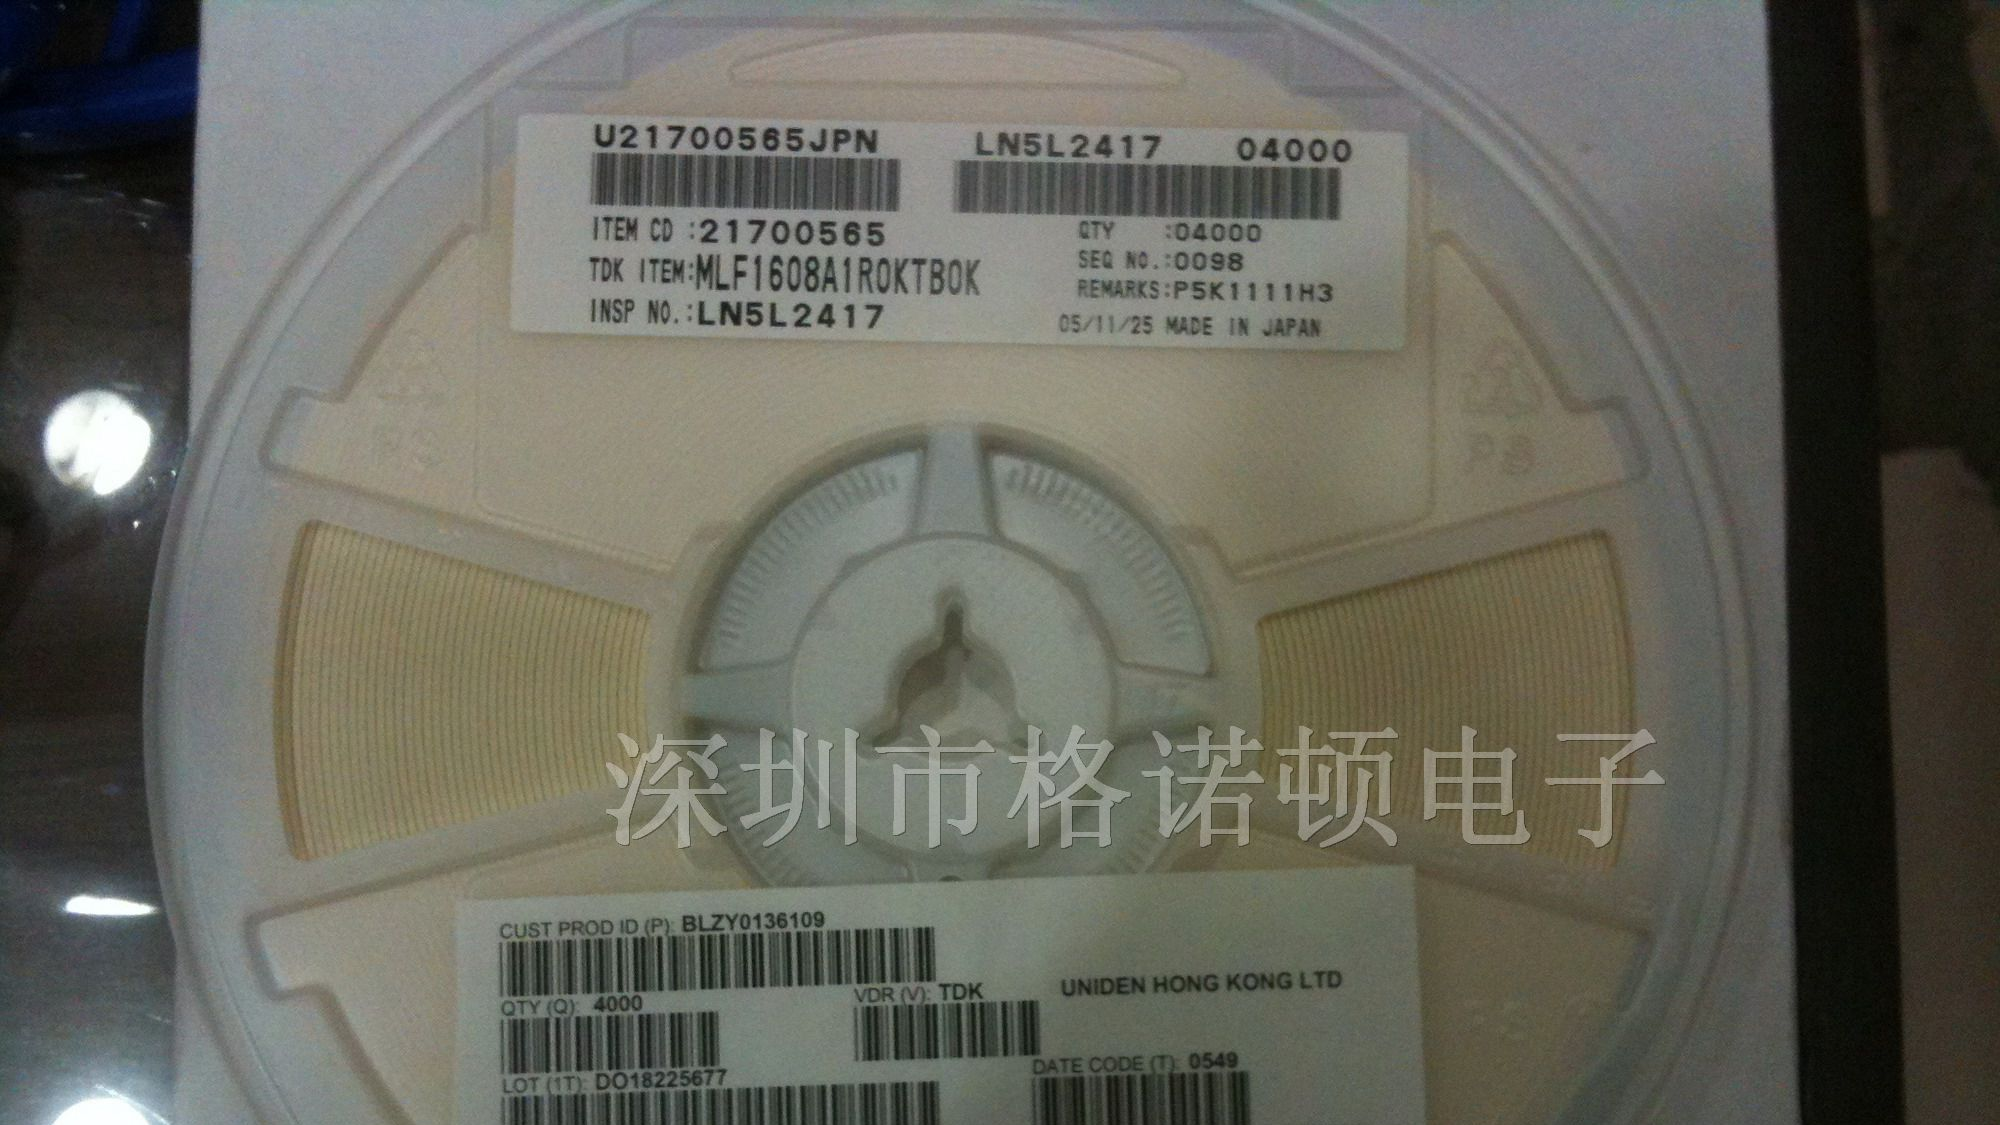 U21700565JPN LN5L2417 04000
ITEM CD :21700565 QTY :04000
TDK ITEM:MLF1608A1R0KTB0K SEQ NO.:0098
REMARKS:P5K1111H3
INSP NO.:LN5L2417 05/11/25 MADE IN JAPAN
PS
深圳市格诺顿电子
CUST PROD ID (P): BLZY0136109
QTY (Q): 4000 VDR (V): TDK UNIDEN HONG KONG LTD
LOT (1T): DO18225677 DATE CODE (T): 0549